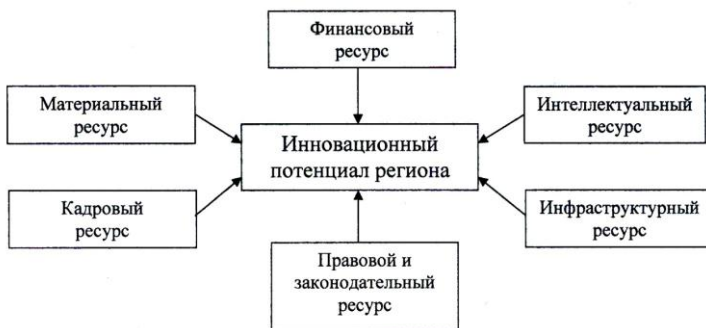 Финансовый
ресурс
Материальный
ресурс
Интеллектуальный
ресурс
Инновационный
потенциал региона
Кадровый
ресурс
Инфраструктурный
ресурс
Правовой и
законодательный
ресурс